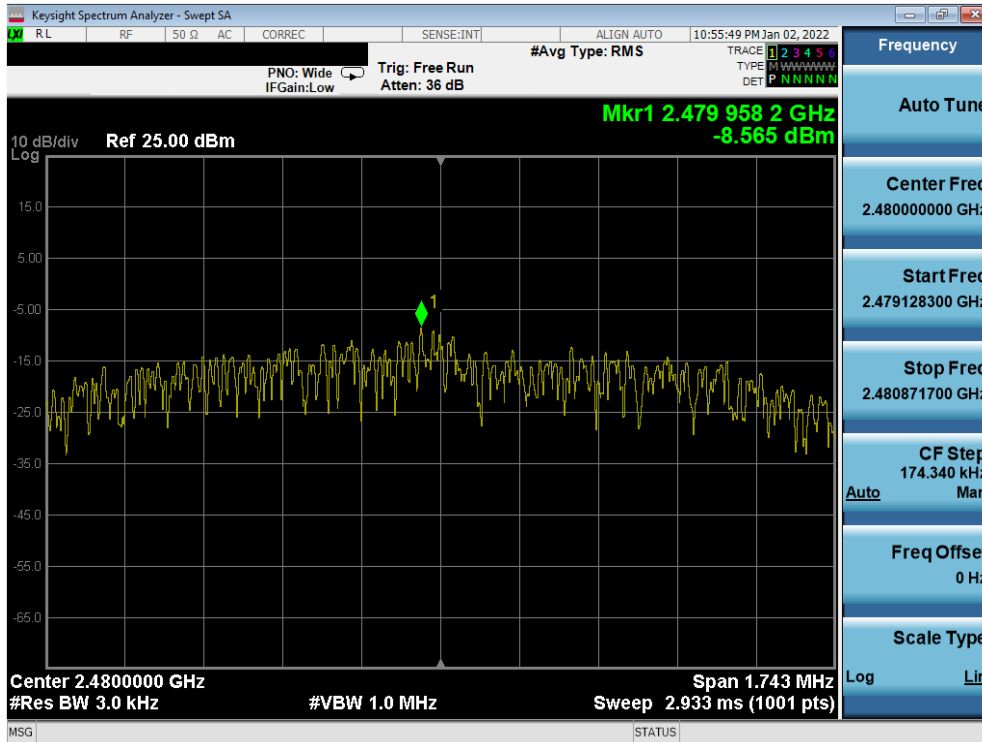 Keysight Spectrum Analyzer - Swept SA
LXI RL RF 50 Ω AC CORREC SENSE:INT ALIGN AUTO 10:55:49 PM Jan 02, 2022
#Avg Type: RMS
TRACE 1 2 3 4 5 6
PNO: Wide
Trig: Free Run
TYPE M WWWWW
IFGain:Low
Atten: 36 dB
DET P N N N N N
Mkr1 2.479 958 2 GHz
-8.565 dBm
10 dB/div Ref 25.00 dBm
Log
15.0
5.00
1
-5.00
-15.0
-25.0
-35.0
-45.0
-55.0
-65.0
Center 2.4800000 GHz
Span 1.743 MHz
#Res BW 3.0 kHz
#VBW 1.0 MHz
Sweep 2.933 ms (1001 pts)
MSG
STATUS
Frequency
Auto Tune
Center Freq
2.480000000 GHz
Start Freq
2.479128300 GHz
Stop Freq
2.480871700 GHz
CF Step
174.340 kHz
Auto Man
Freq Offset
0 Hz
Scale Type
Log Lin